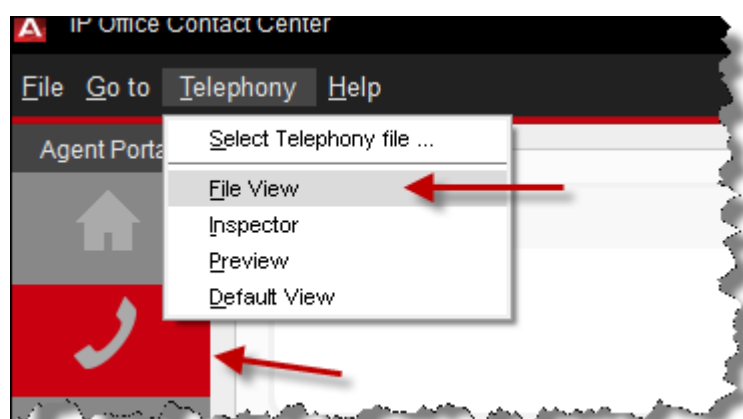 IP Office Contact Center
File Go to Telephony Help
Agent Porta
Select Telephony file ...
File View
Inspector
Preview
Default View